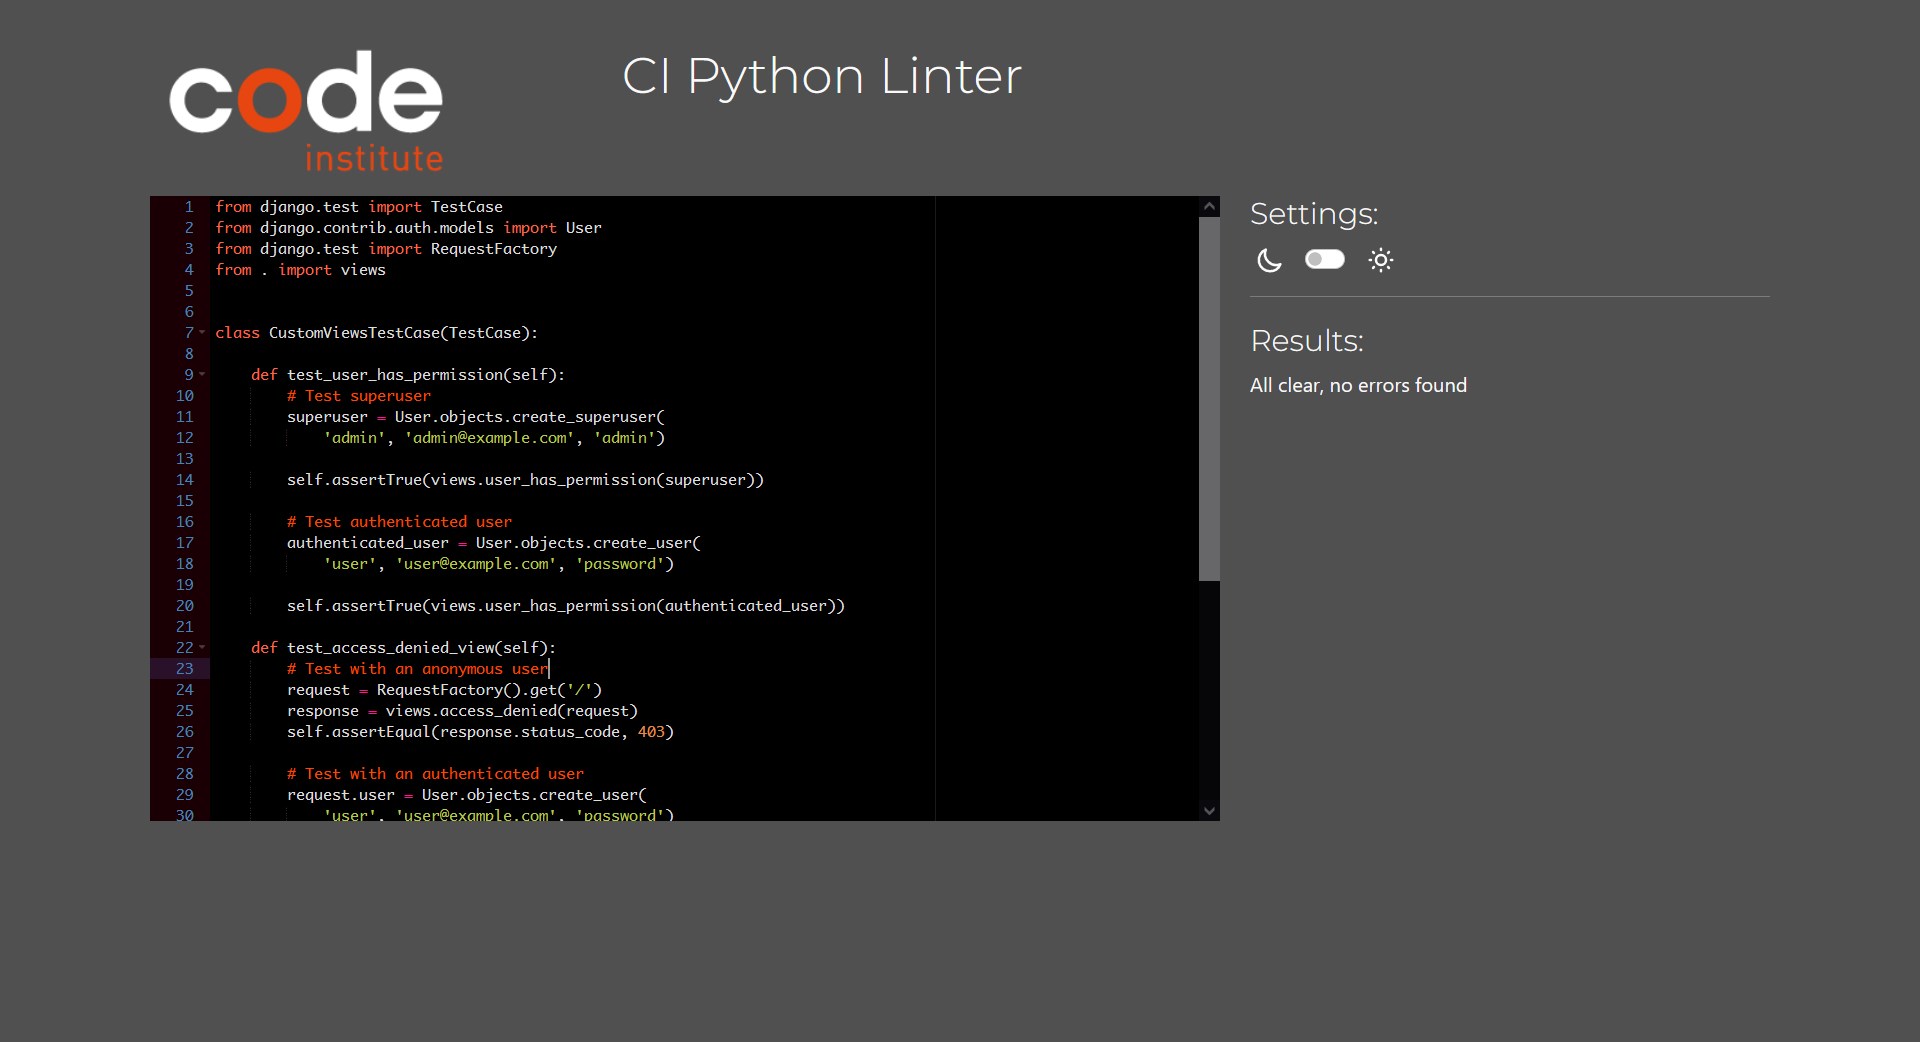 code
institute
CI Python Linter
1 from django.test import TestCase
2 from django.contrib.auth.models import User
3 from django.test import RequestFactory
4 from . import views
5
6
7 class CustomViewsTestCase(TestCase):
8
9     def test_user_has_permission(self):
10         # Test superuser
11         superuser = User.objects.create_superuser(
12             'admin', 'admin@example.com', 'admin')
13
14         self.assertTrue(views.user_has_permission(superuser))
15
16         # Test authenticated user
17         authenticated_user = User.objects.create_user(
18             'user', 'user@example.com', 'password')
19
20         self.assertTrue(views.user_has_permission(authenticated_user))
21
22     def test_access_denied_view(self):
23         # Test with an anonymous user
24         request = RequestFactory().get('/')
25         response = views.access_denied(request)
26         self.assertEqual(response.status_code, 403)
27
28         # Test with an authenticated user
29         request.user = User.objects.create_user(
30             'user', 'user@example.com', 'password')
Settings:
Results:
All clear, no errors found